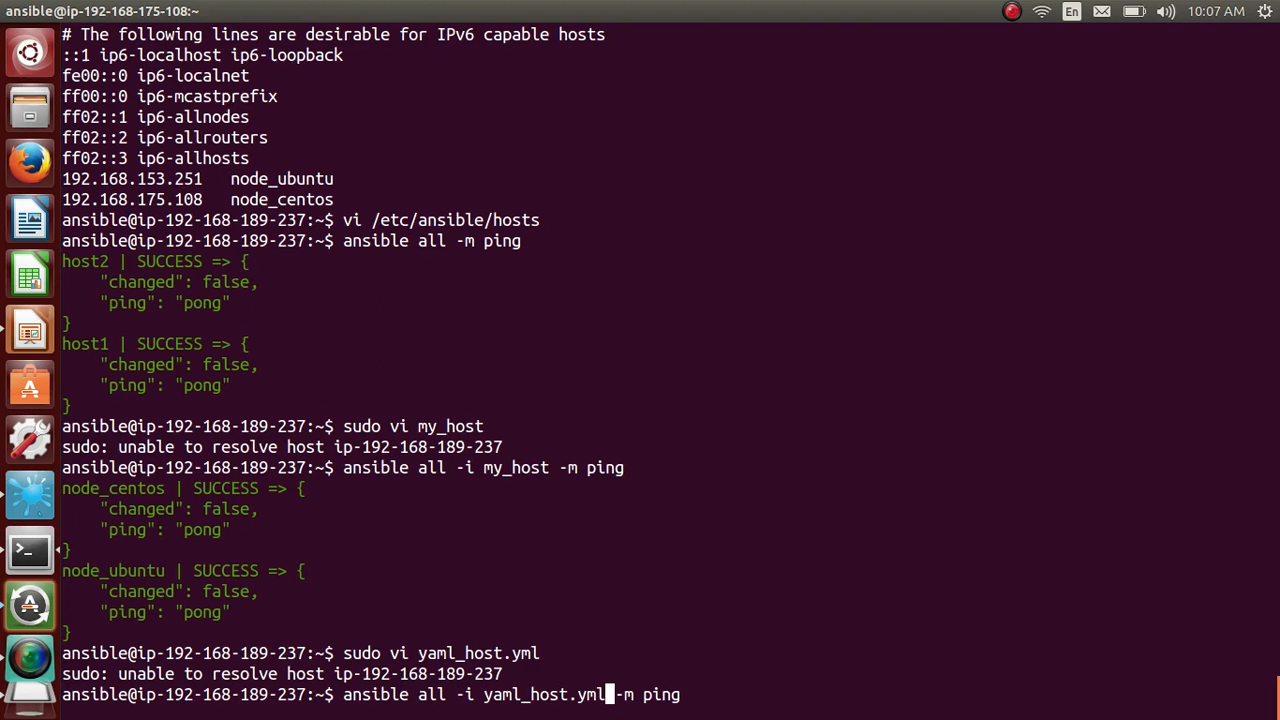 ansible@ip-192-168-175-108:~
En
10:07 AM
# The following lines are desirable for IPv6 capable hosts
::1 ip6-localhost ip6-loopback
fe00::0 ip6-localnet
ff00::0 ip6-mcastprefix
ff02::1 ip6-allnodes
ff02::2 ip6-allrouters
ff02::3 ip6-allhosts
192.168.153.251   node_ubuntu
192.168.175.108   node_centos
ansible@ip-192-168-189-237:~$ vi /etc/ansible/hosts
ansible@ip-192-168-189-237:~$ ansible all -m ping
host2 | SUCCESS => {
    "changed": false,
    "ping": "pong"
}
host1 | SUCCESS => {
    "changed": false,
    "ping": "pong"
}
ansible@ip-192-168-189-237:~$ sudo vi my_host
sudo: unable to resolve host ip-192-168-189-237
ansible@ip-192-168-189-237:~$ ansible all -i my_host -m ping
node_centos | SUCCESS => {
    "changed": false,
    "ping": "pong"
}
node_ubuntu | SUCCESS => {
    "changed": false,
    "ping": "pong"
}
ansible@ip-192-168-189-237:~$ sudo vi yaml_host.yml
sudo: unable to resolve host ip-192-168-189-237
ansible@ip-192-168-189-237:~$ ansible all -i yaml_host.yml -m ping